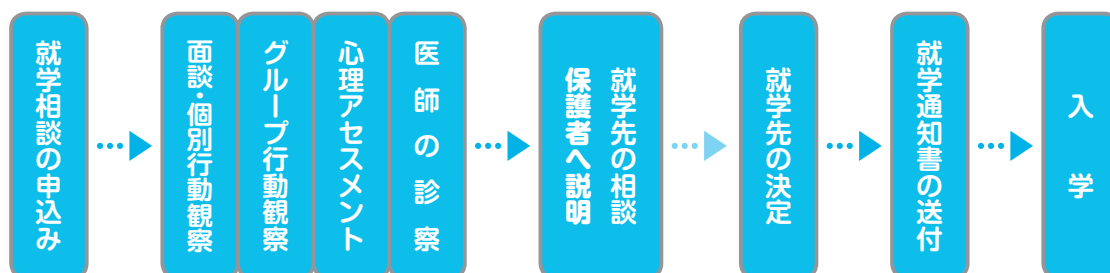 就学相談の申込み
面談・個別行動観察
グループ行動観察
心理アセスメント
医師の診察
就学先の相談
保護者へ説明
就学先の決定
就学通知書の送付
入学